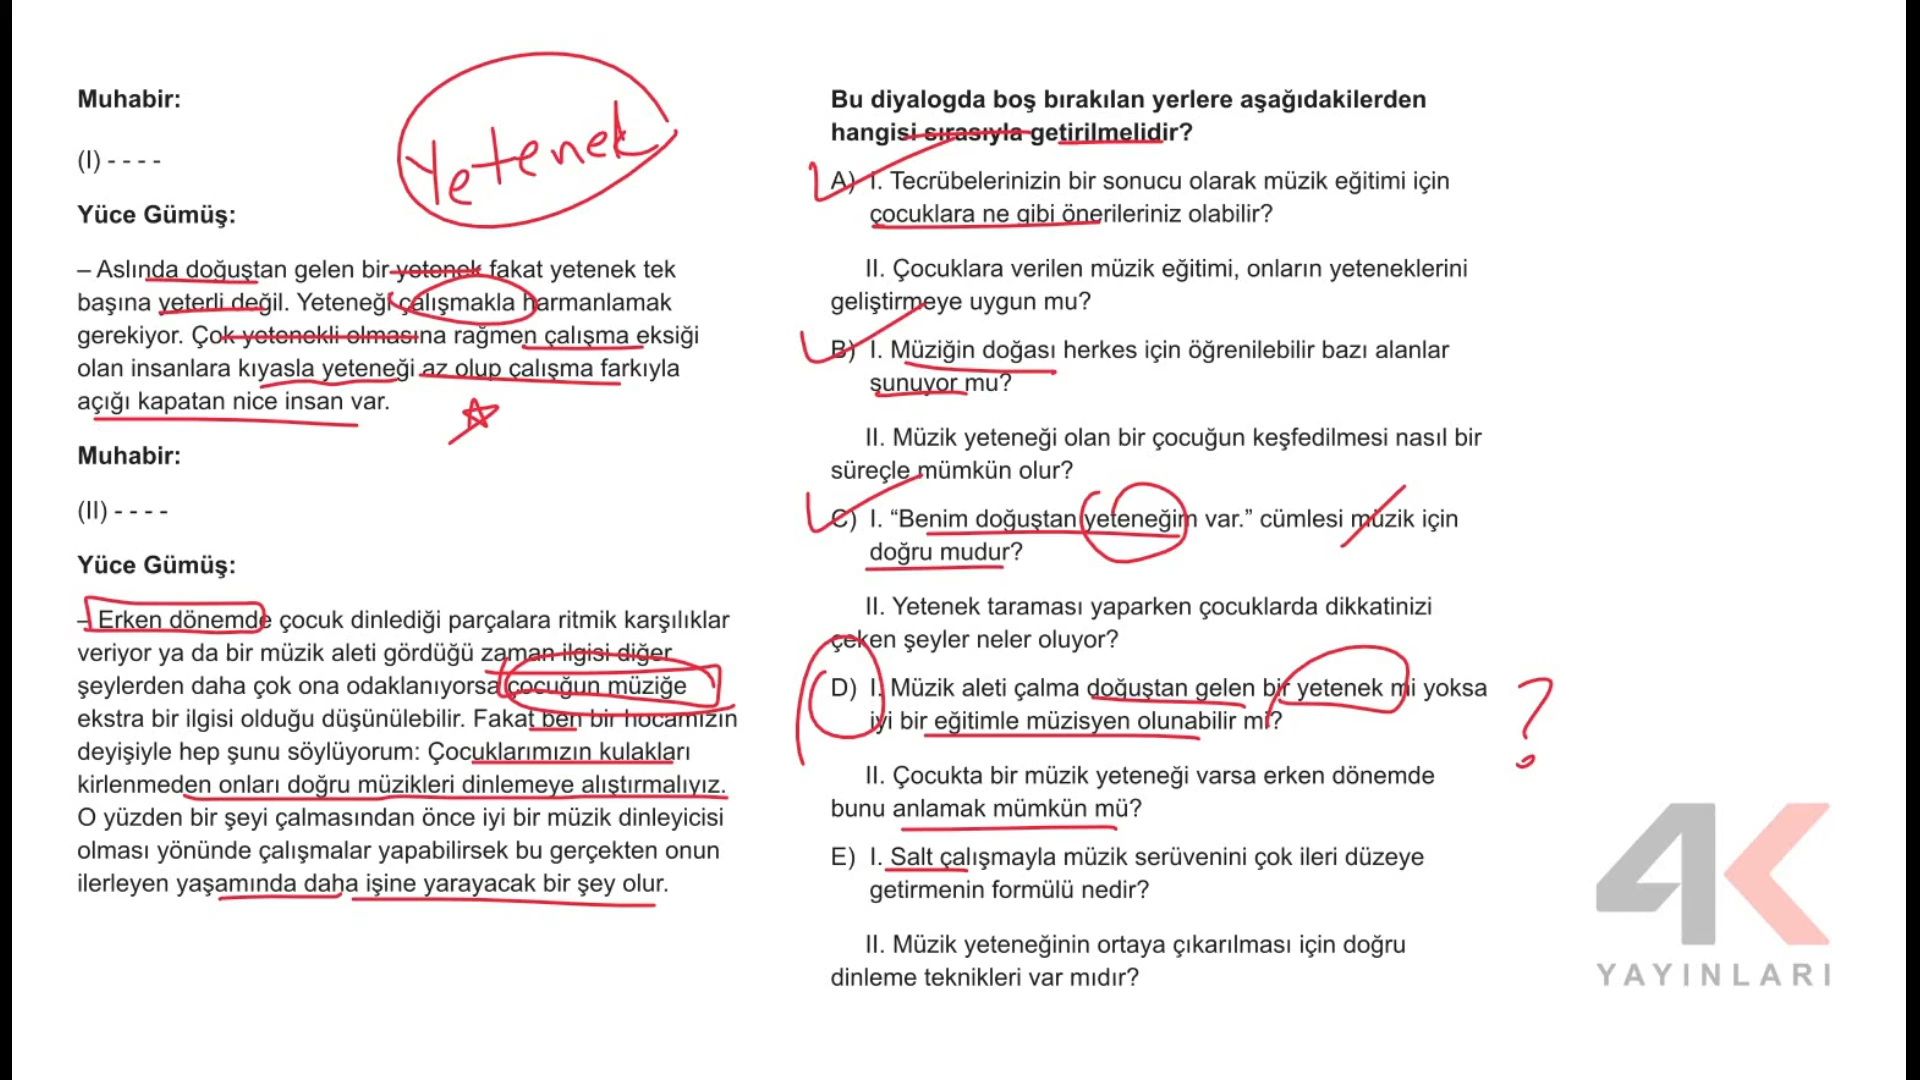 Muhabir:
(I) - - - -
Yetenek
Yüce Gümüş:
– Aslında doğuştan gelen bir yetenek fakat yetenek tek
başına yeterli değil. Yeteneği çalışmakla harmanlamak
gerekiyor. Çok yetenekli olmasına rağmen çalışma eksiği
olan insanlara kıyasla yeteneği az olup çalışma farkıyla
açığı kapatan nice insan var.
Muhabir:
(II) - - - -
Yüce Gümüş:
– Erken dönemde çocuk dinlediği parçalara ritmik karşılıklar
veriyor ya da bir müzik aleti gördüğü zaman ilgisi diğer
şeylerden daha çok ona odaklanıyorsa çocuğun müziğe
ekstra bir ilgisi olduğu düşünülebilir. Fakat ben bir hocamızın
deyişiyle hep şunu söylüyorum: Çocuklarımızın kulakları
kirlenmeden onları doğru müzikleri dinlemeye alıştırmalıyız.
O yüzden bir şeyi çalmasından önce iyi bir müzik dinleyicisi
olması yönünde çalışmalar yapabilirsek bu gerçekten onun
ilerleyen yaşamında daha işine yarayacak bir şey olur.
Bu diyalogda boş bırakılan yerlere aşağıdakilerden
hangisi sırasıyla getirilmelidir?
A) I. Tecrübelerinizin bir sonucu olarak müzik eğitimi için
çocuklara ne gibi önerileriniz olabilir?
II. Çocuklara verilen müzik eğitimi, onların yeteneklerini
geliştirmeye uygun mu?
B) I. Müziğin doğası herkes için öğrenilebilir bazı alanlar
sunuyor mu?
II. Müzik yeteneği olan bir çocuğun keşfedilmesi nasıl bir
süreçle mümkün olur?
C) I. “Benim doğuştan yeteneğim var.” cümlesi müzik için
doğru mudur?
II. Yetenek taraması yaparken çocuklarda dikkatinizi
çeken şeyler neler oluyor?
D) I. Müzik aleti çalma doğuştan gelen bir yetenek mi yoksa
iyi bir eğitimle müzisyen olunabilir mi?
?
II. Çocukta bir müzik yeteneği varsa erken dönemde
bunu anlamak mümkün mü?
E) I. Salt çalışmayla müzik serüvenini çok ileri düzeye
getirmenin formülü nedir?
II. Müzik yeteneğinin ortaya çıkarılması için doğru
dinleme teknikleri var mıdır?
4K
YAYINLARI